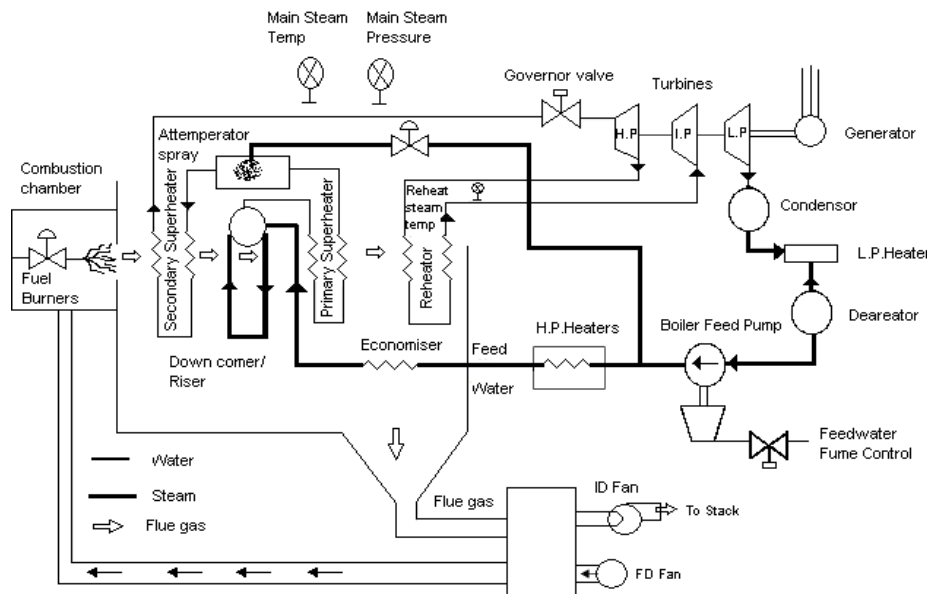 Main Steam
Temp
Main Steam
Pressure
Governor valve
Turbines
H.P
I.P
L.P
Generator
Attemperator
spray
Combustion
chamber
Fuel
Burners
Secondary Superheater
Primary Superheater
Reheat
steam
temp
Reheator
Condensor
L.P.Heater
Deareator
Boiler Feed Pump
H.P.Heaters
Economiser
Feed
Water
Down comer/
Riser
Feedwater
Fume Control
Water
Steam
Flue gas
Flue gas
ID Fan
To Stack
FD Fan